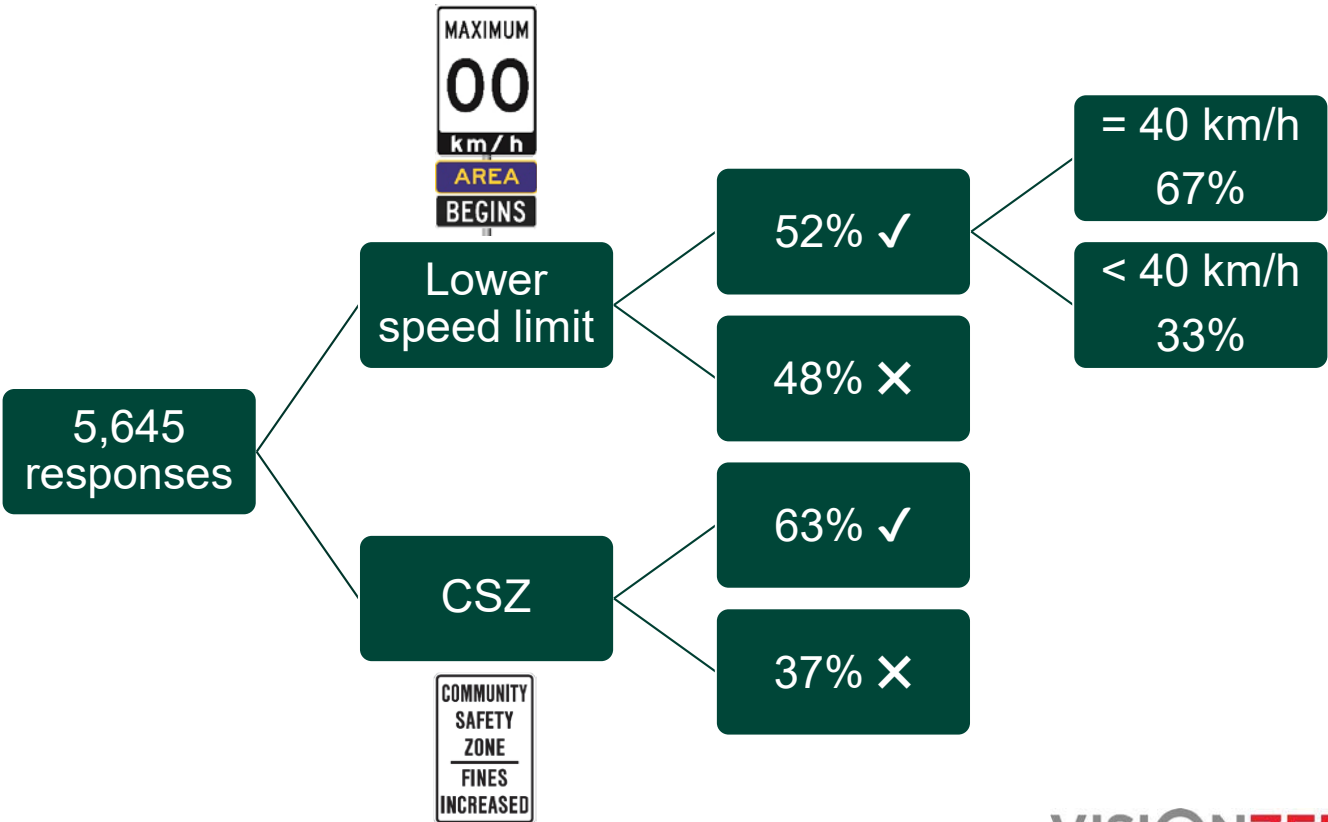 MAXIMUM
00
km/h
AREA
BEGINS
= 40 km/h
67%
52% ✓
Lower
speed limit
< 40 km/h
33%
48% ✕
5,645
responses
63% ✓
CSZ
37% ✕
COMMUNITY
SAFETY
ZONE
FINES
INCREASED